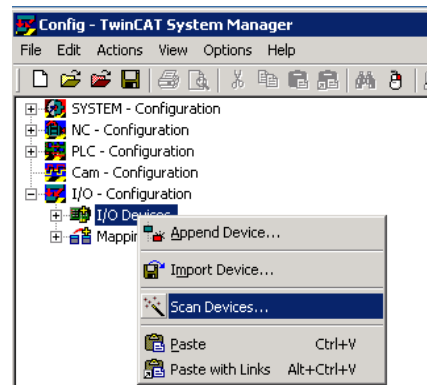 Config - TwinCAT System Manager
File Edit Actions View Options Help
SYSTEM - Configuration
NC - Configuration
PLC - Configuration
Cam - Configuration
I/O - Configuration
I/O Devices
Append Device...
Import Device...
Scan Devices...
Paste Ctrl+V
Paste with Links Alt+Ctrl+V